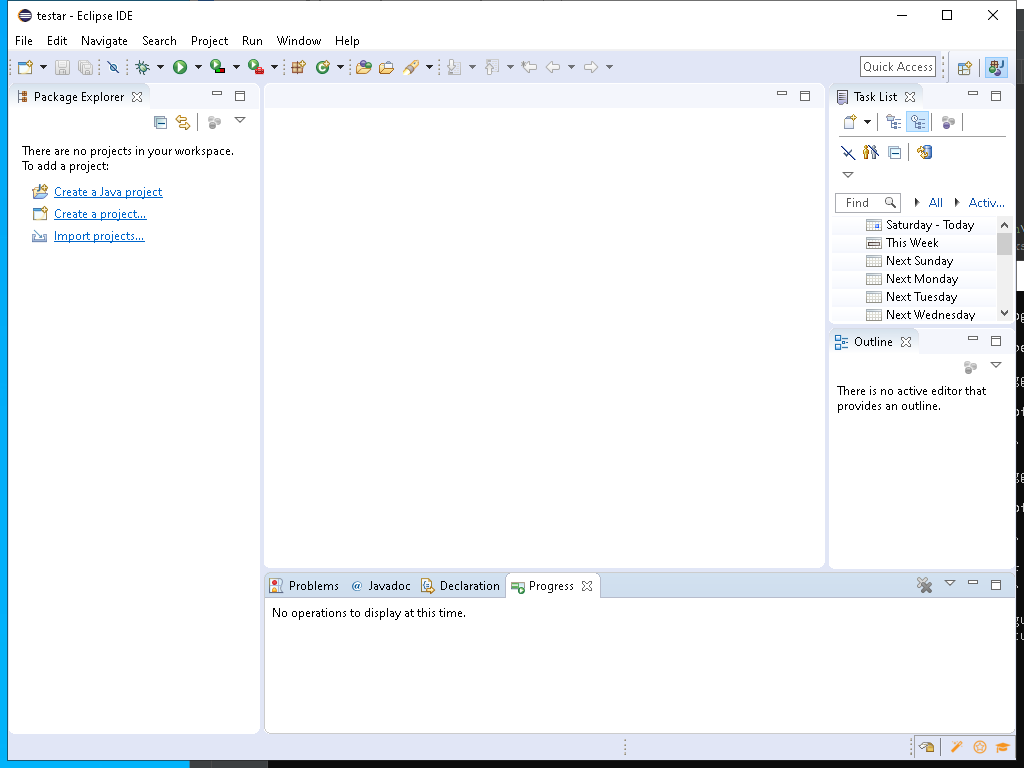 testar - Eclipse IDE
File Edit Navigate Search Project Run Window Help
Quick Access
Package Explorer
There are no projects in your workspace.
To add a project:
Create a Java project
Create a project...
Import projects...
Task List
Find
All
Activ...
Saturday - Today
This Week
Next Sunday
Next Monday
Next Tuesday
Next Wednesday
Outline
There is no active editor that
provides an outline.
Problems @ Javadoc Declaration Progress
No operations to display at this time.